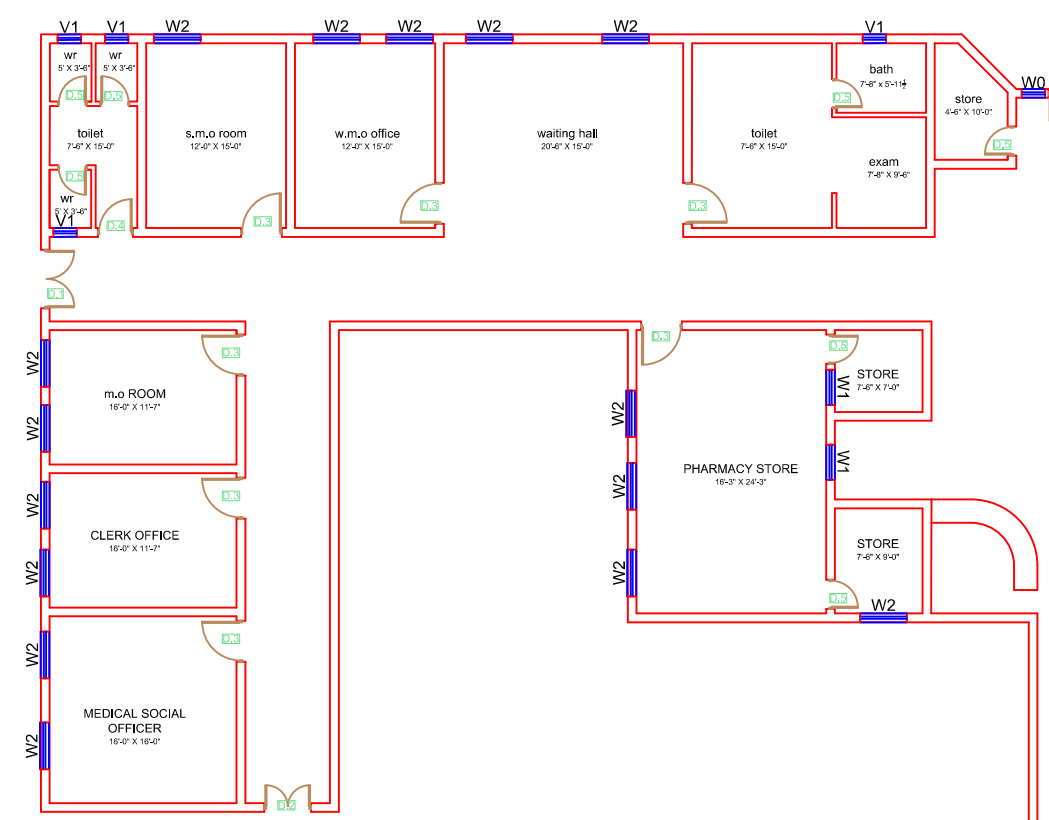 V1 V1 W2 W2 W2 W2 W2 V1
wr
5' X 3'-6"
wr
5' X 3'-6"
D.5
D.5
toilet
7'-6" X 15'-0"
D.5
wr
5' X 3'-6"
V1
D.4
s.m.o room
12'-0" X 15'-0"
D.3
w.m.o office
12'-0" X 15'-0"
D.3
waiting hall
20'-6" X 15'-0"
toilet
7'-6" X 15'-0"
D.3
bath
7'-8" x 5'-11½"
D.5
exam
7'-8" X 9'-6"
store
4'-6" X 10'-0"
D.5
W0
D.1
W2
W2
m.o ROOM
16'-0" X 11'-7"
D.3
W2
W2
CLERK OFFICE
16'-0" X 11'-7"
D.3
W2
W2
MEDICAL SOCIAL
OFFICER
16'-0" X 16'-0"
D.3
D.2
D.3
W2
W2
W2
PHARMACY STORE
16'-3" X 24'-3"
D.5
STORE
7'-6" X 7'-0"
W1
W1
STORE
7'-6" X 9'-0"
D.5
W2